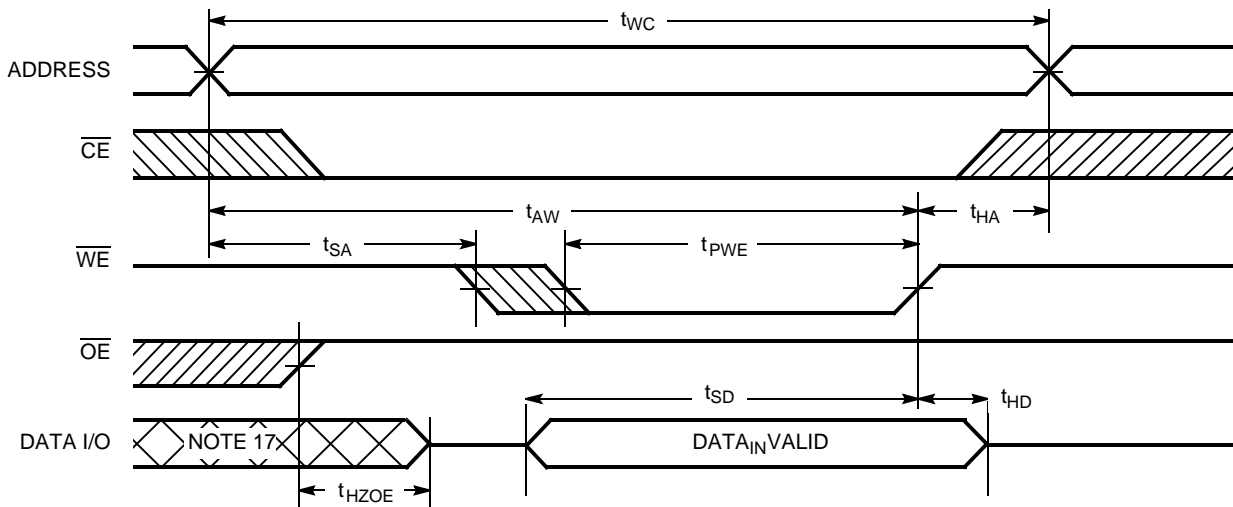 tWC
ADDRESS
CE
tAW
tHA
tSA
tPWE
WE
OE
tSD
tHD
DATA I/O
NOTE 17
DATAINVALID
tHZOE